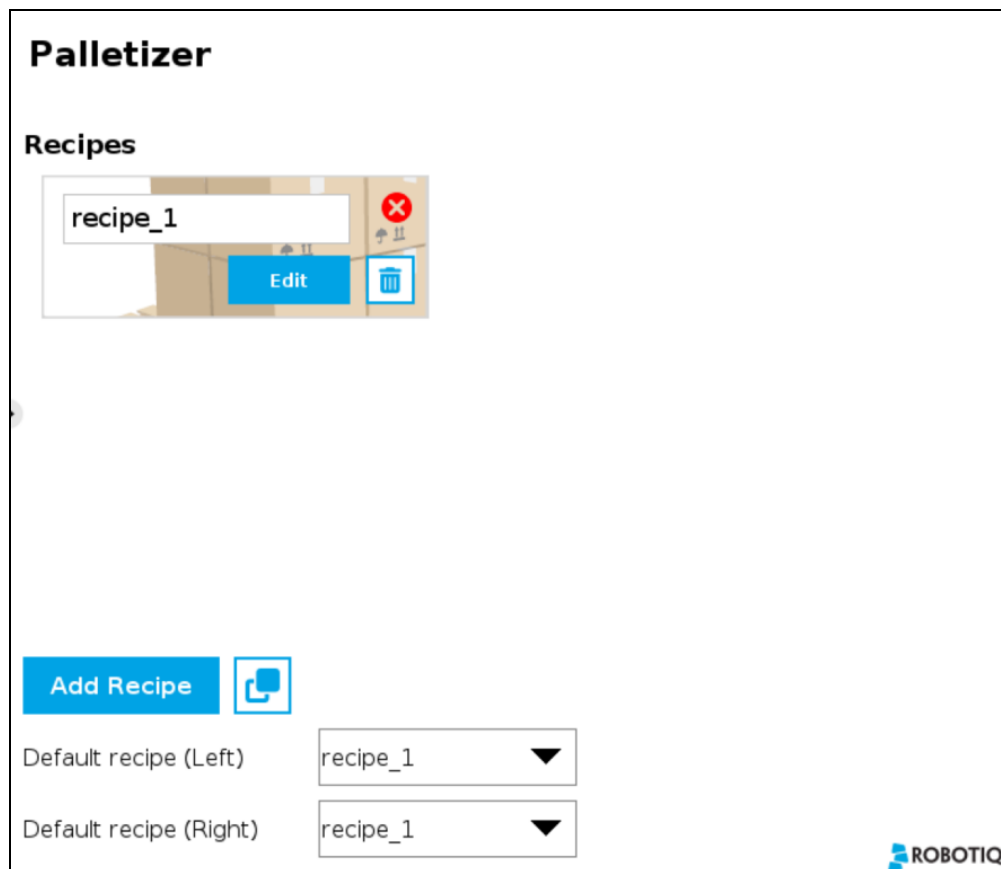 Palletizer
Recipes
recipe_1
Edit
Add Recipe
Default recipe (Left)
recipe_1
Default recipe (Right)
recipe_1
ROBOTIQ